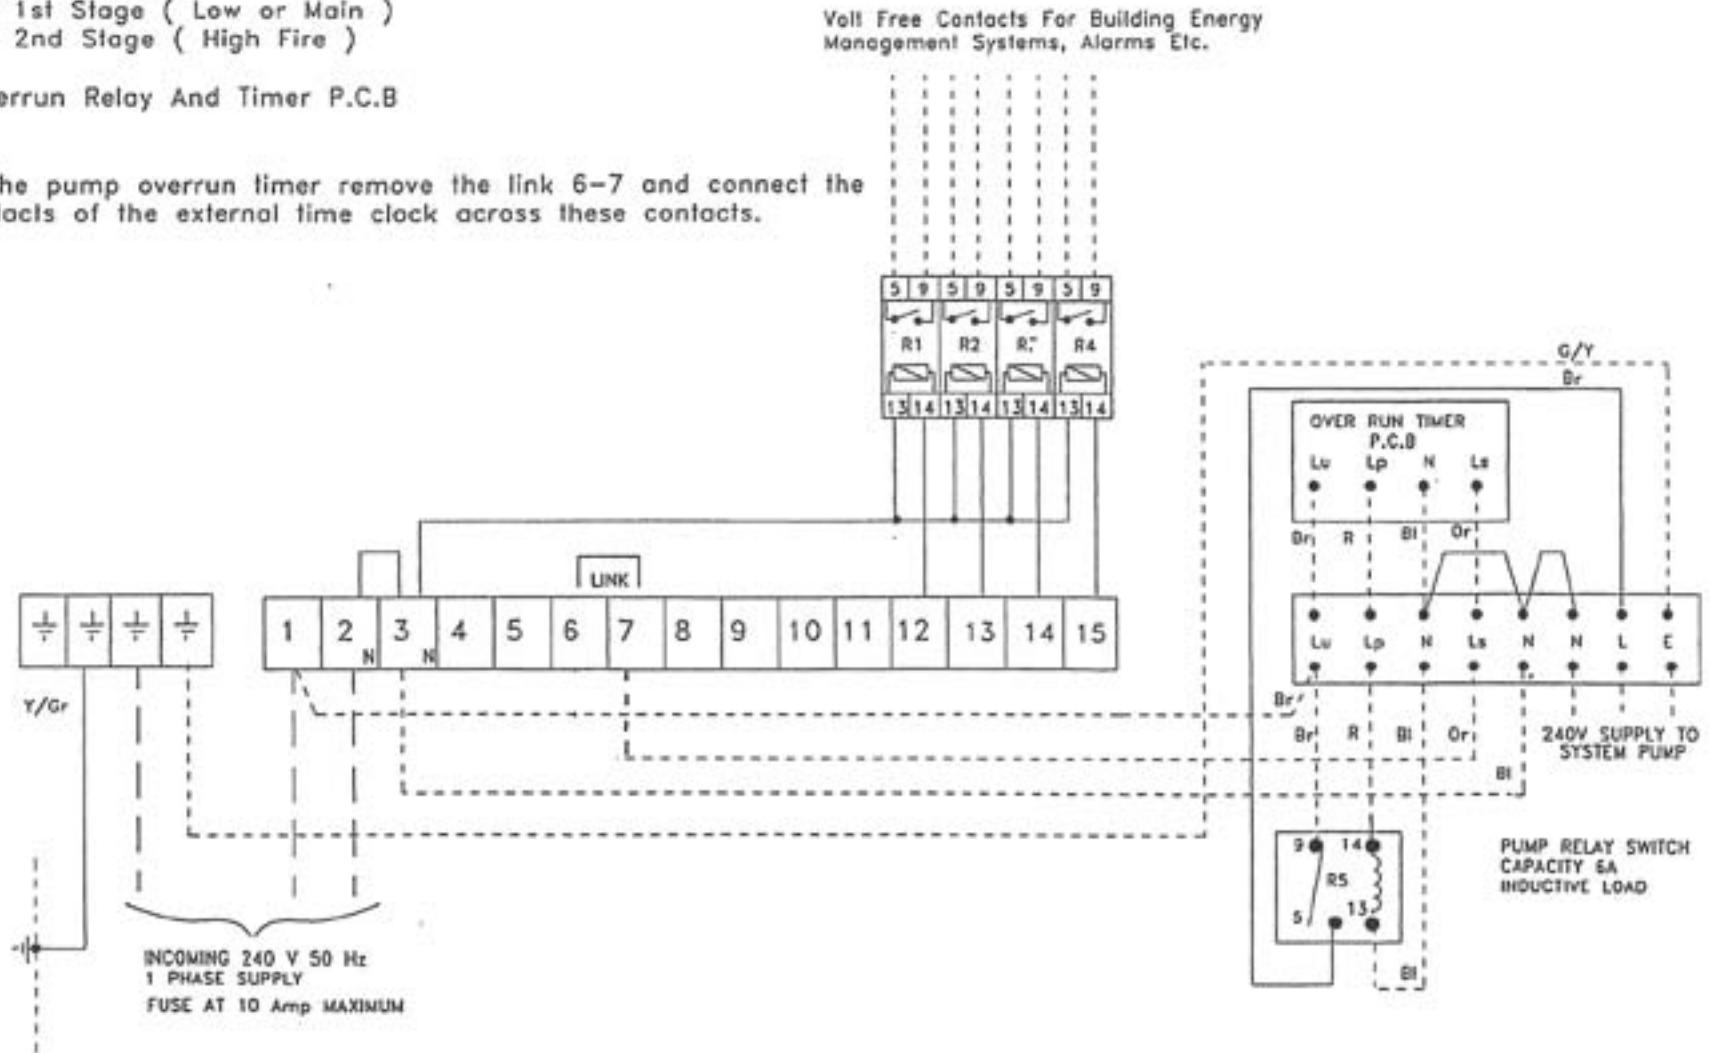 1st Stage ( Low or Main )
2nd Stage ( High Fire )
errun Relay And Timer P.C.B
he pump overrun timer remove the link 6-7 and connect the
tacts of the external time clock across these contacts.
Volt Free Contacts For Building Energy
Management Systems, Alarms Etc.
5 9 5 9 5 9 5 9
R1 R2 R4
13 14 13 14 13 14 13 14
G/Y
Br
OVER RUN TIMER
P.C.B
Lu Lp N Ls
Br R Bl Or
LINK
1 2 N 3 N 4 5 6 7 8 9 10 11 12 13 14 15
Lu Lp N Ls N N L E
Y/Gr
Br
Br R Bl Or
240V SUPPLY TO
SYSTEM PUMP
Bl
9 14
R5
5 13
Bl
PUMP RELAY SWITCH
CAPACITY 6A
INDUCTIVE LOAD
INCOMING 240 V 50 Hz
1 PHASE SUPPLY
FUSE AT 10 Amp MAXIMUM